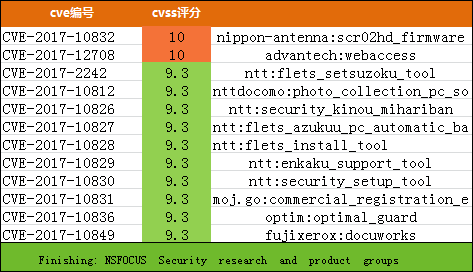 cve编号 cvss评分
CVE-2017-10832 10 nippon-antenna:scr02hd_firmware
CVE-2017-12708 10 advantech:webaccess
CVE-2017-2242 9.3 ntt:flets_setsuzoku_tool
CVE-2017-10812 9.3 nttdocomo:photo_collection_pc_so
CVE-2017-10826 9.3 ntt:security_kinou_mihariban
CVE-2017-10827 9.3 ntt:flets_azukuu_pc_automatic_ba
CVE-2017-10828 9.3 ntt:flets_install_tool
CVE-2017-10829 9.3 ntt:enkaku_support_tool
CVE-2017-10830 9.3 ntt:security_setup_tool
CVE-2017-10831 9.3 moj.go:commercial_registration_e
CVE-2017-10836 9.3 optim:optimal_guard
CVE-2017-10849 9.3 fujixerox:docuworks
Finishing: NSFOCUS Security research and product groups